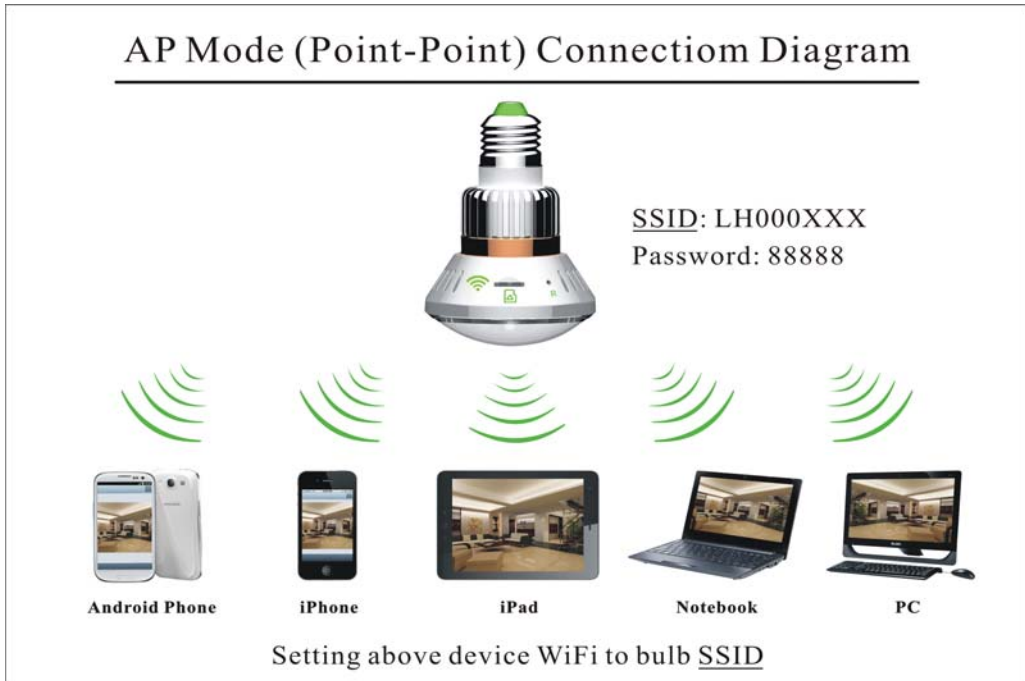 AP Mode (Point-Point) Connectiom Diagram
SSID: LH000XXX
Password: 88888
R
Android Phone
iPhone
iPad
Notebook
PC
Setting above device WiFi to bulb SSID